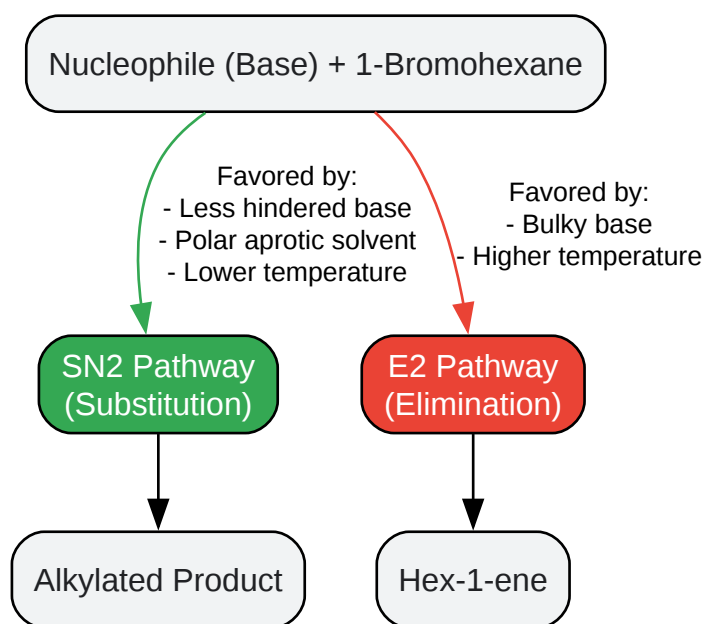 Nucleophile (Base) + 1-Bromohexane
Favored by:
- Less hindered base
- Polar aprotic solvent
- Lower temperature
Favored by:
- Bulky base
- Higher temperature
SN2 Pathway
(Substitution)
E2 Pathway
(Elimination)
Alkylated Product
Hex-1-ene